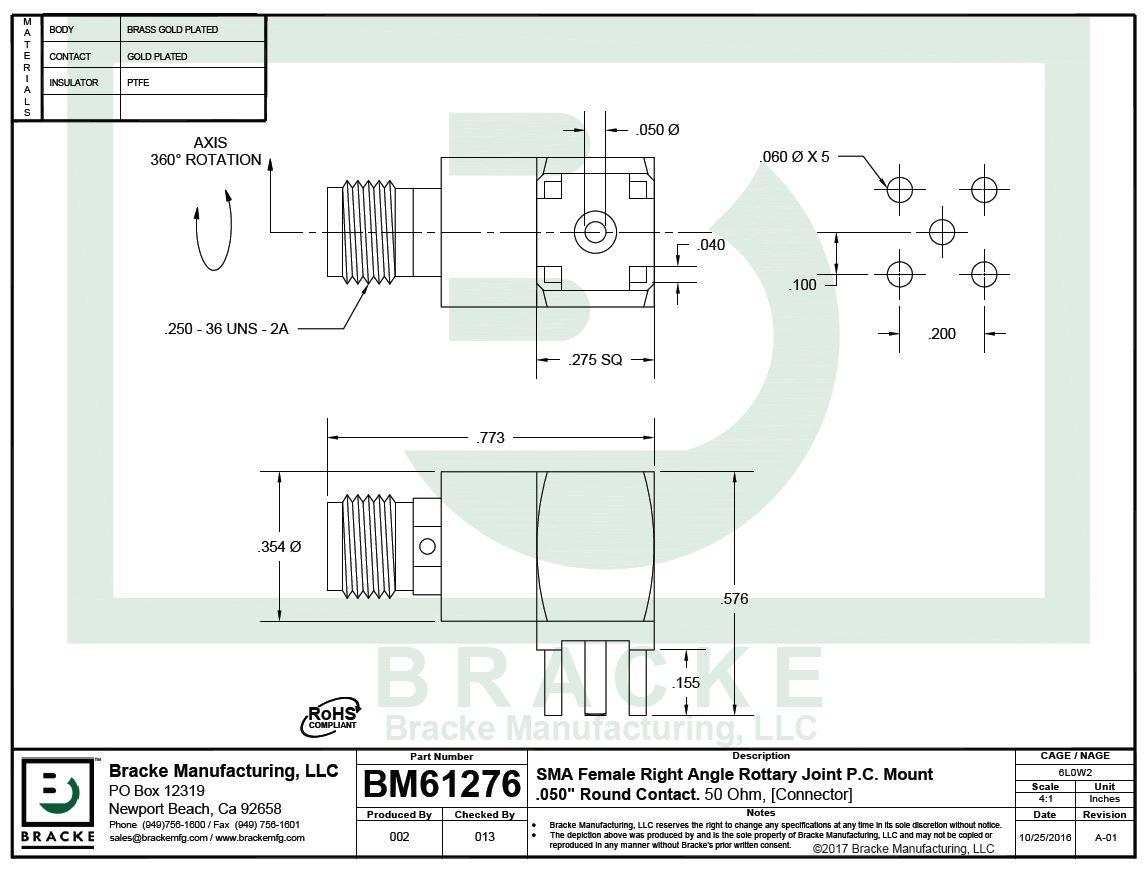 MATERIALS
BODY BRASS GOLD PLATED
CONTACT GOLD PLATED
INSULATOR PTFE
AXIS
360° ROTATION
.050 Ø
.060 Ø X 5
.040
.100
.250 - 36 UNS - 2A
.200
.275 SQ
.773
.354 Ø
.576
.155
BRACKE
Bracke Manufacturing, LLC
RoHS
COMPLIANT
BRACKE
™
Bracke Manufacturing, LLC
PO Box 12319
Newport Beach, Ca 92658
Phone (949)756-1600 / Fax (949) 756-1601
sales@brackemfg.com / www.brackemfg.com
Part Number
BM61276
Produced By Checked By
002 013
Description
SMA Female Right Angle Rottary Joint P.C. Mount
.050" Round Contact. 50 Ohm, [Connector]
Notes
• Bracke Manufacturing, LLC reserves the right to change any specifications at any time in its sole discretion without notice.
• The depiction above was produced by and is the sole property of Bracke Manufacturing, LLC and may not be copied or
reproduced in any manner without Bracke's prior written consent. ©2017 Bracke Manufacturing, LLC
CAGE / NAGE
6L0W2
Scale Unit
4:1 Inches
Date Revision
10/25/2016 A-01